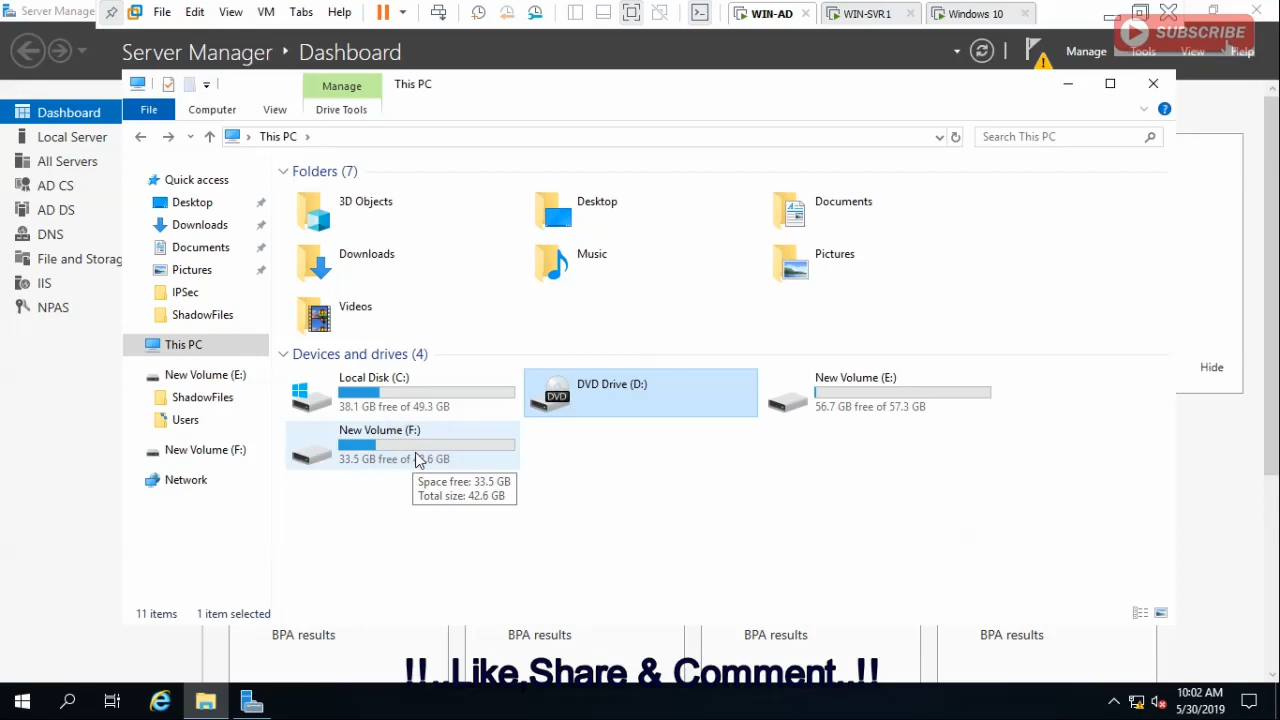 Server Manage
File Edit View VM Tabs Help
WIN-AD WIN-SVR1 Windows 10
SUBSCRIBE
Server Manager Dashboard
Manage Tools View Help
Manage This PC
File Computer View Drive Tools
This PC
Search This PC
Dashboard
Local Server
All Servers
AD CS
AD DS
DNS
File and Storag
IIS
NPAS
Quick access
Desktop
Downloads
Documents
Pictures
IPSec
ShadowFiles
This PC
New Volume (E:)
ShadowFiles
Users
New Volume (F:)
Network
Folders (7)
3D Objects Desktop Documents
Downloads Music Pictures
Videos
Devices and drives (4)
Local Disk (C:)
38.1 GB free of 49.3 GB
DVD Drive (D:)
DVD
New Volume (E:)
56.7 GB free of 57.3 GB
New Volume (F:)
33.5 GB free of
.6 GB
Space free: 33.5 GB
Total size: 42.6 GB
Hide
11 items 1 item selected
BPA results BPA results BPA results BPA results
!!..Like,Share & Comment..!!
10:02 AM
5/30/2019